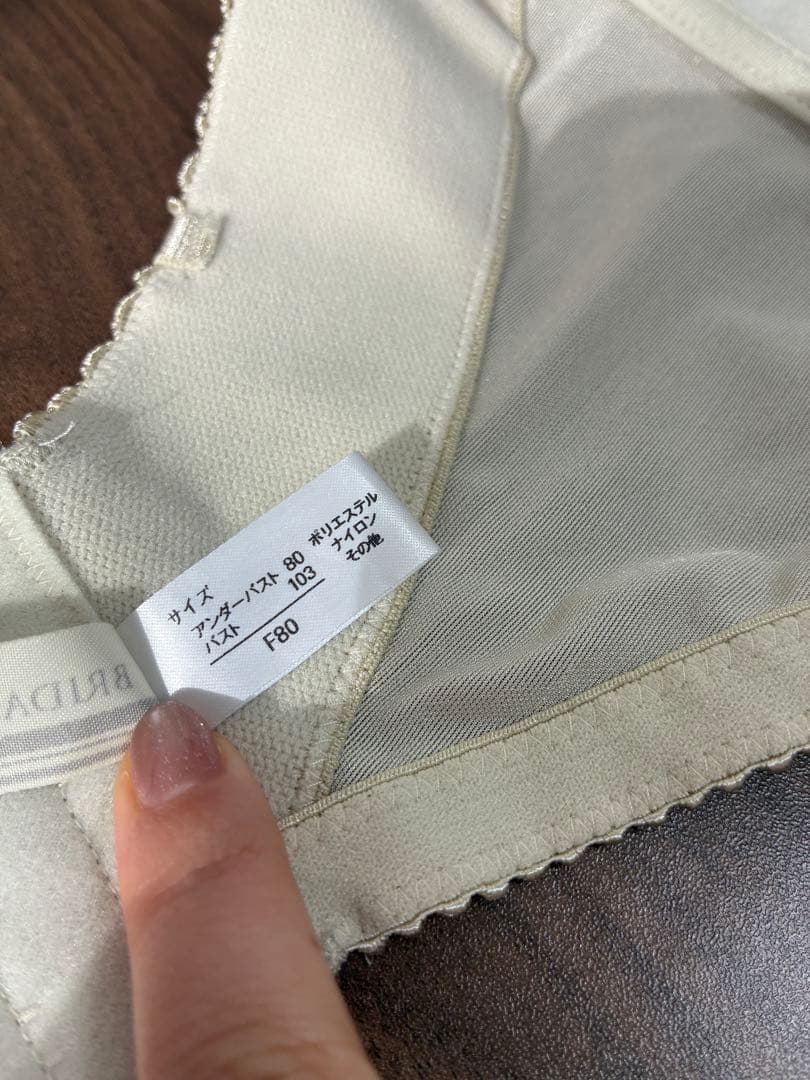 サイズ
アンダーバスト 80
バスト 103
F80
ポリエステル
ナイロン
その他
BRIDA